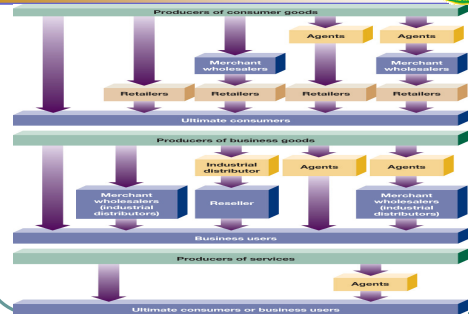 Producers of consumer goods
Agents
Agents
Merchant
wholesalers
Merchant
wholesalers
Retailers
Retailers
Retailers
Retailers
Ultimate consumers
Producers of business goods
Industrial
distributor
Agents
Agents
Merchant
wholesalers
(industrial
distributors)
Reseller
Merchant
wholesalers
(industrial
distributors)
Business users
Producers of services
Agents
Ultimate consumers or business users